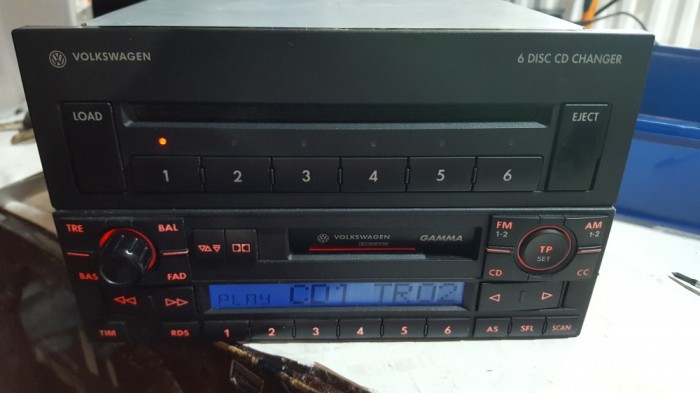 VOLKSWAGEN 6 DISC CD CHANGER
LOAD EJECT
1 2 3 4 5 6
TRE BAL
VOLKSWAGEN GAMMA
FM AM
1-2 1-2
TP
SET
BAS FAD
CD CC
PLAY CD1 TR02
TIM RDS 1 2 3 4 5 6 AS SFL SCAN